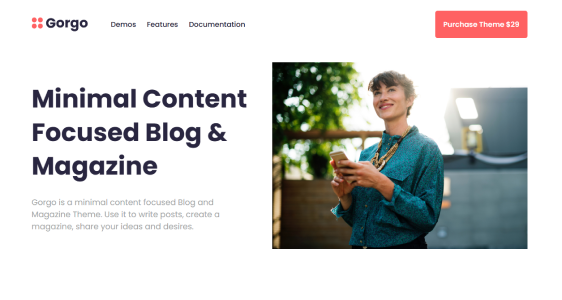 Gorgo
Demos Features Documentation
Purchase Theme $29
Minimal Content
Focused Blog &
Magazine
Gorgo is a minimal content focused Blog and
Magazine Theme. Use it to write posts, create a
magazine, share your ideas and desires.